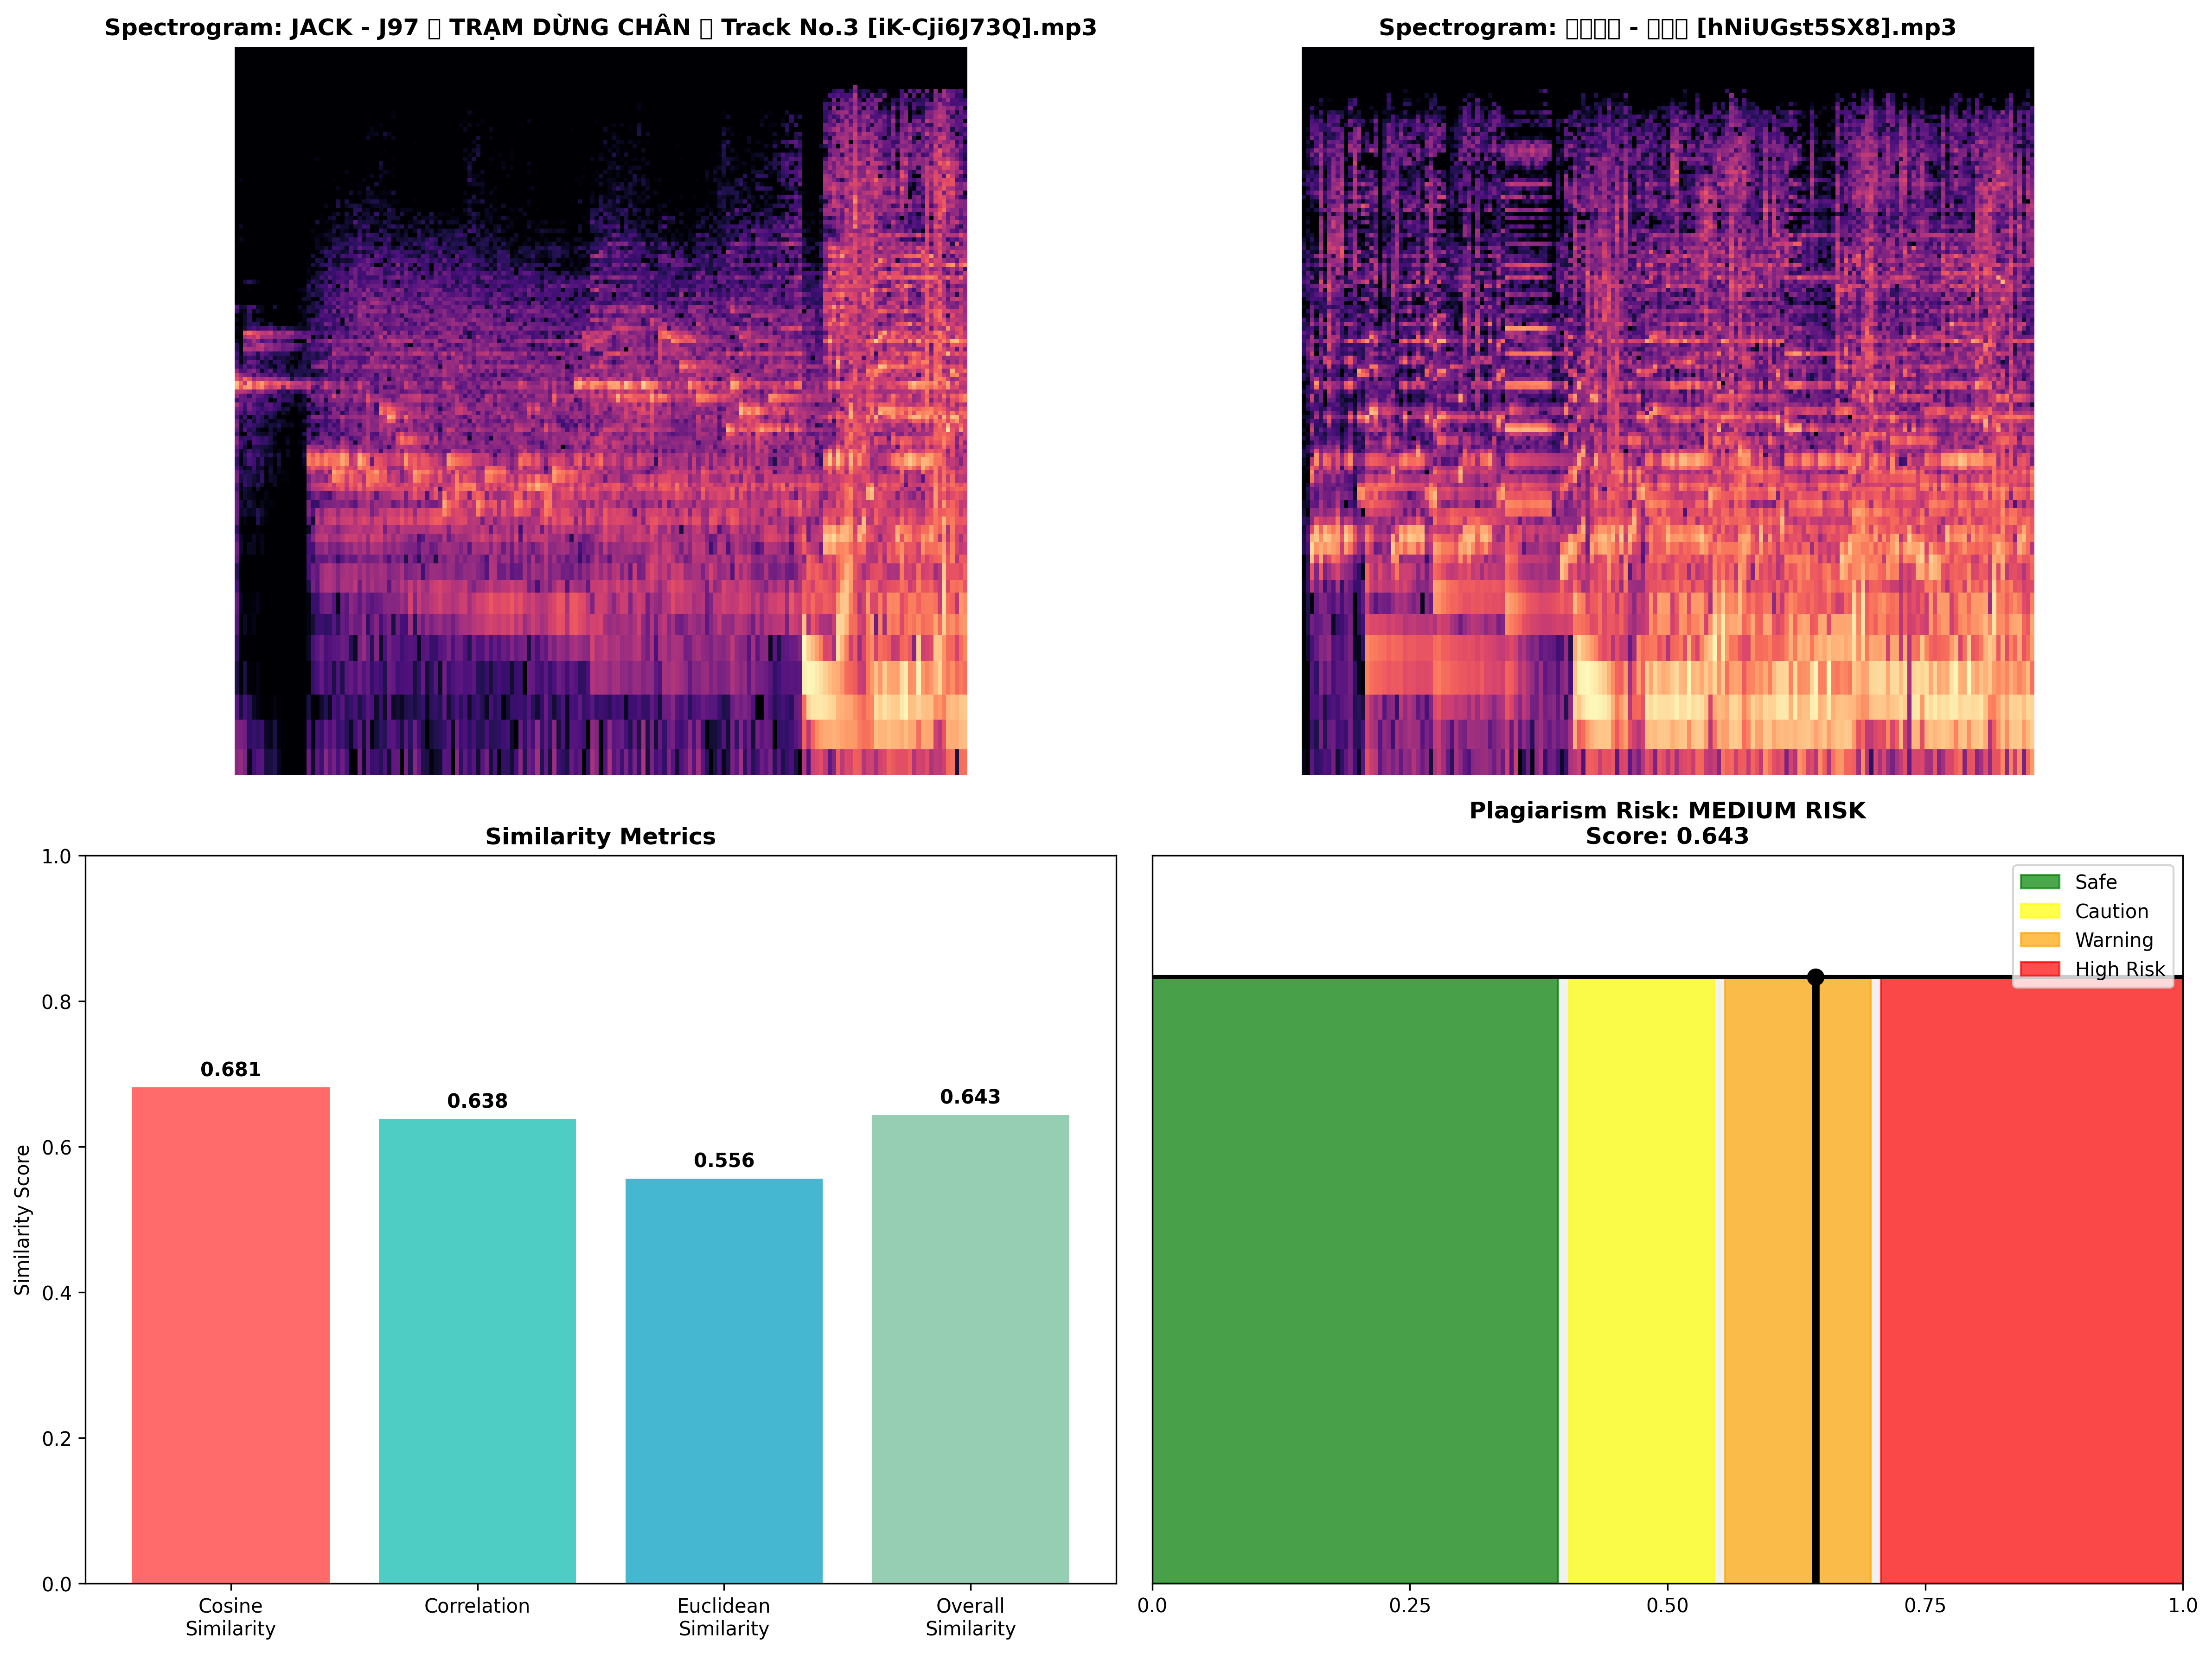 Spectrogram: JACK - J97 ▯ TRẠM DỪNG CHÂN ▯ Track No.3 [iK-Cji6J73Q].mp3
Spectrogram: ▯▯▯▯ - ▯▯▯ [hNiUGst5SX8].mp3
Similarity Metrics
Similarity Score
1.0
0.8
0.6
0.4
0.2
0.0
0.681
0.638
0.556
0.643
Cosine
Similarity
Correlation
Euclidean
Similarity
Overall
Similarity
Plagiarism Risk: MEDIUM RISK
Score: 0.643
Safe
Caution
Warning
High Risk
0.0
0.25
0.50
0.75
1.0